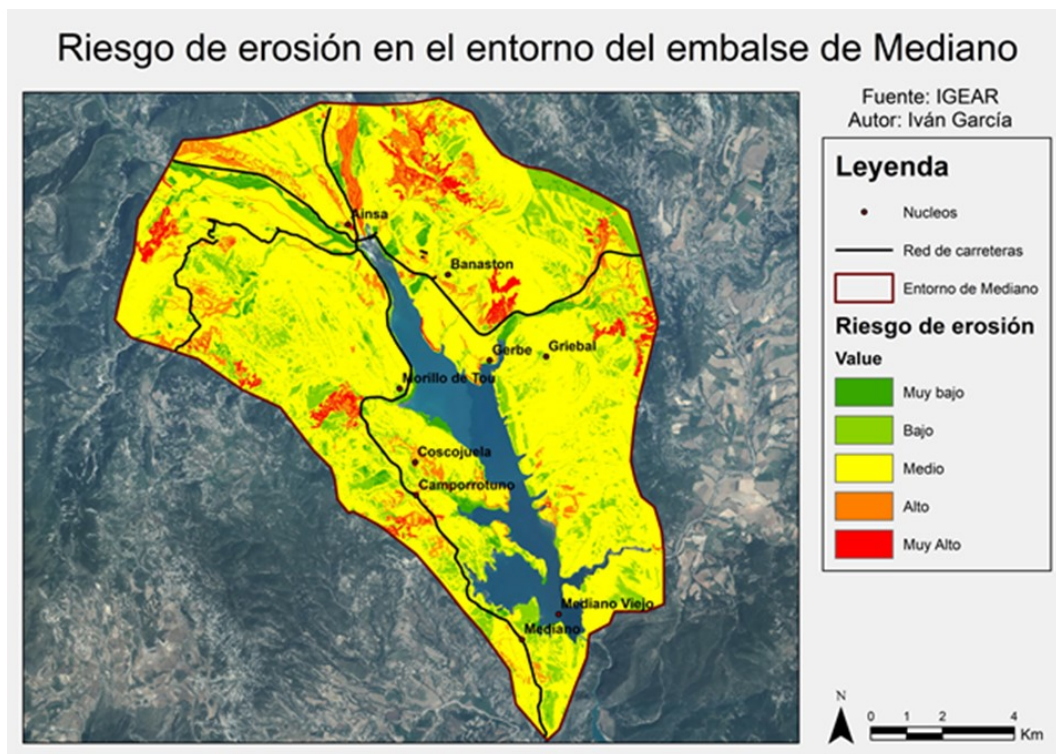 Riesgo de erosión en el entorno del embalse de Mediano
Fuente: IGEAR
Autor: Iván García
Leyenda
Nucleos
Red de carreteras
Entorno de Mediano
Riesgo de erosión
Value
Muy bajo
Bajo
Medio
Alto
Muy Alto
Ainsa
Banaston
Gerbe
Griebal
Morillo de Tou
Coscojuela
Camporrotuno
Mediano Viejo
Mediano
N
0 1 2 4
Km